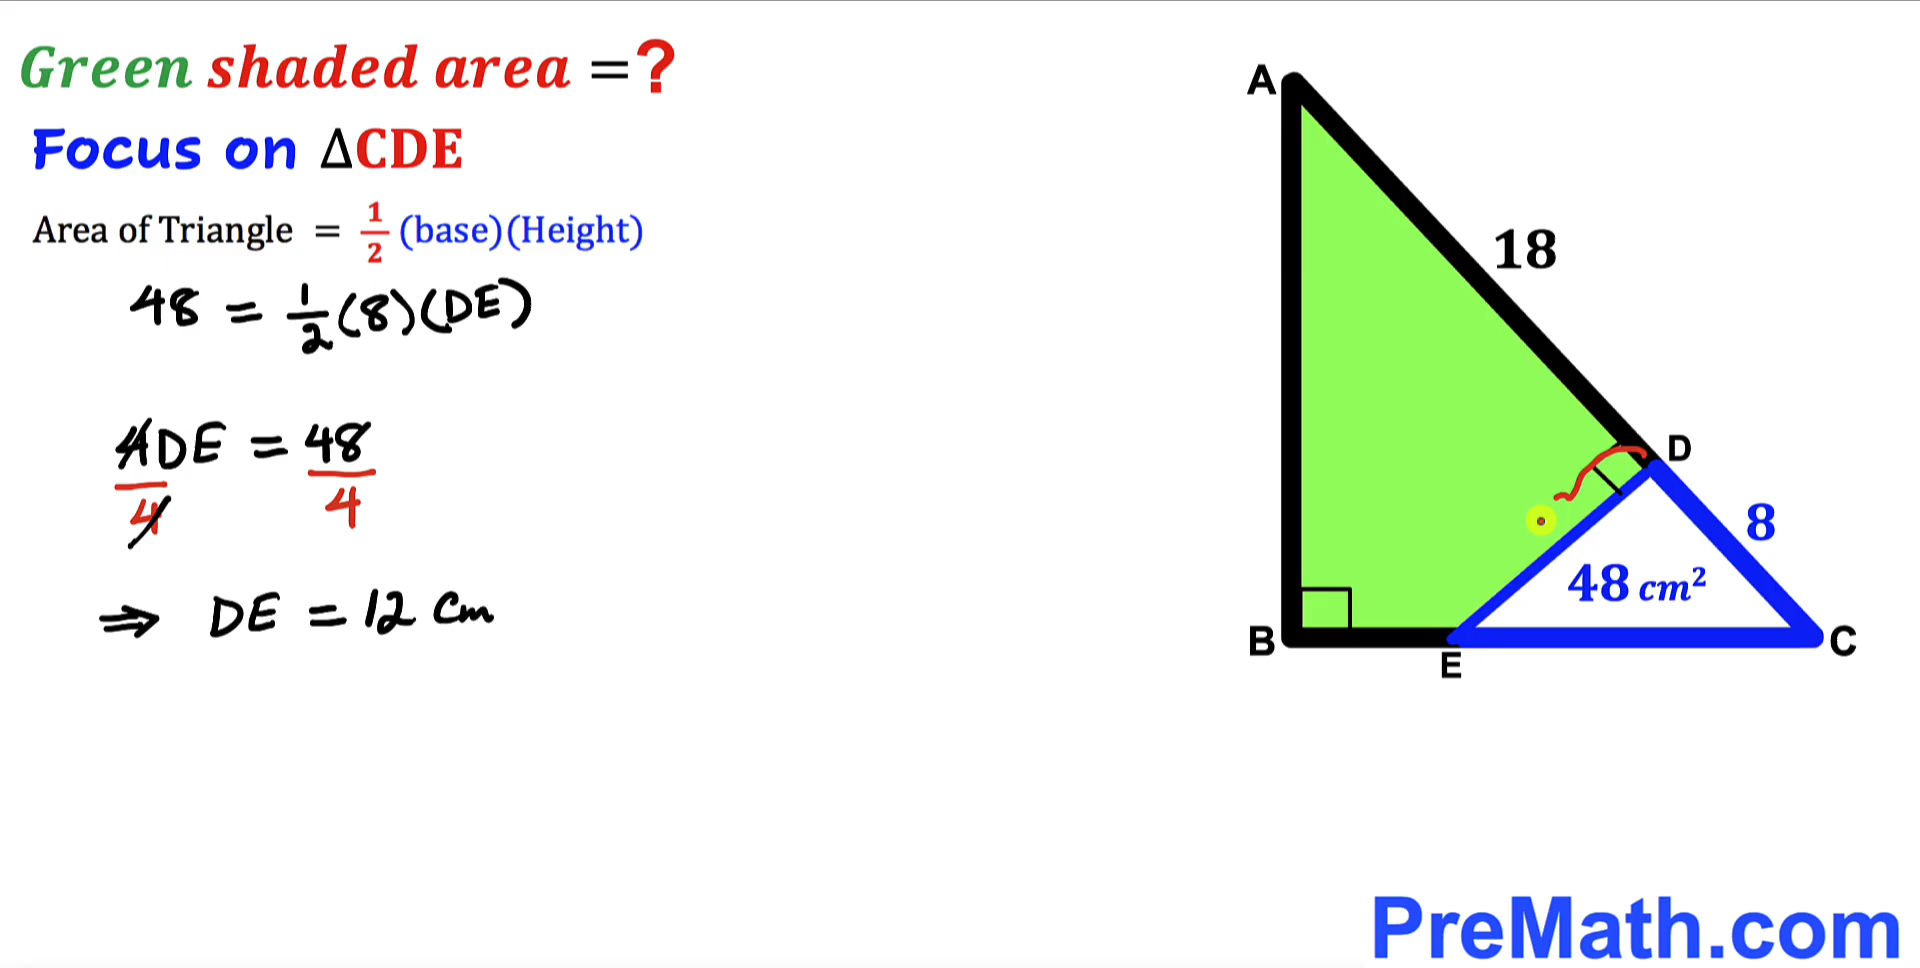 Green shaded area =?
Focus on ΔCDE
Area of Triangle = 1/2 (base)(Height)
48 = 1/2 (8)(DE)
4DE = 48
4 4
⇒ DE = 12 cm
A
18
D
8
48 cm²
B
E
C
PreMath.com